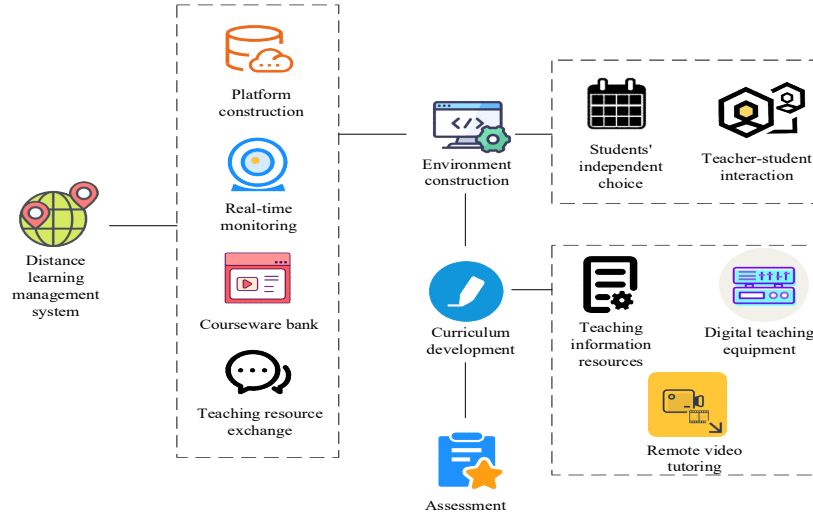 Distance
learning
management
system
Platform
construction
Real-time
monitoring
Courseware bank
Teaching resource
exchange
Environment
construction
Curriculum
development
Assessment
Students'
independent
choice
Teacher-student
interaction
Teaching
information
resources
Digital teaching
equipment
Remote video
tutoring